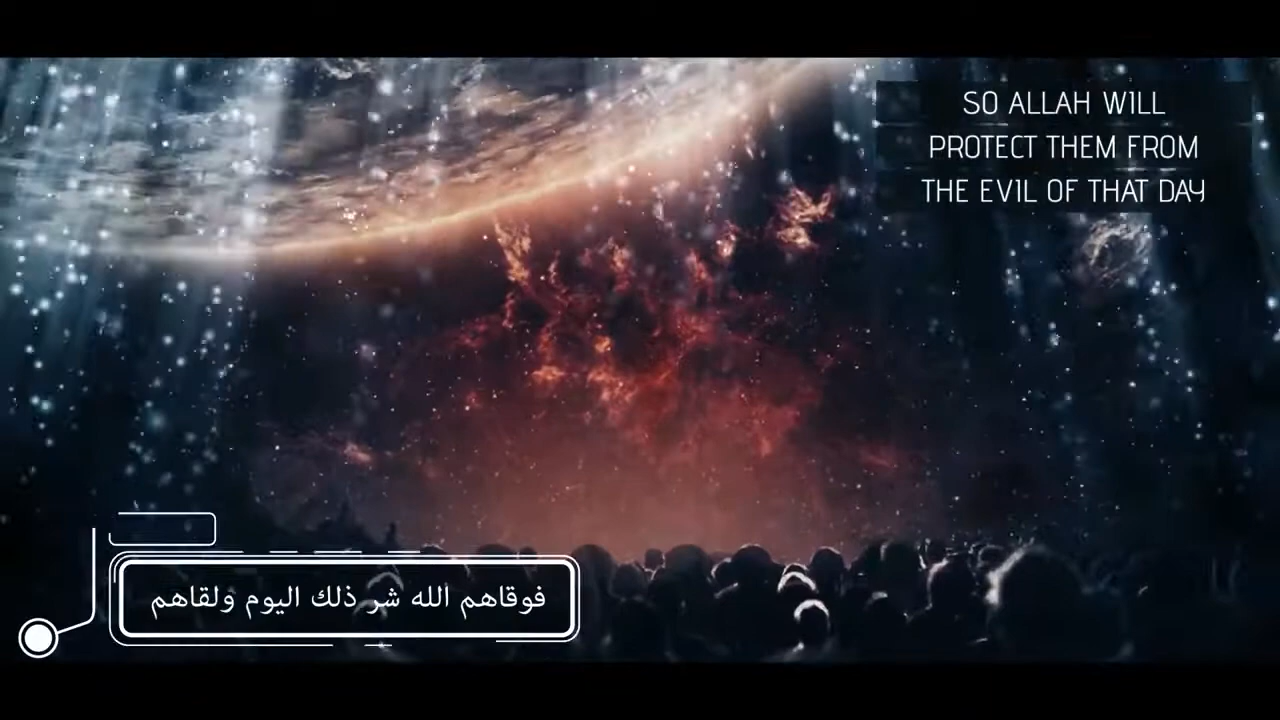 SO ALLAH WILL
PROTECT THEM FROM
THE EVIL OF THAT DAY
فوقاهم الله شر ذلك اليوم ولقاهم